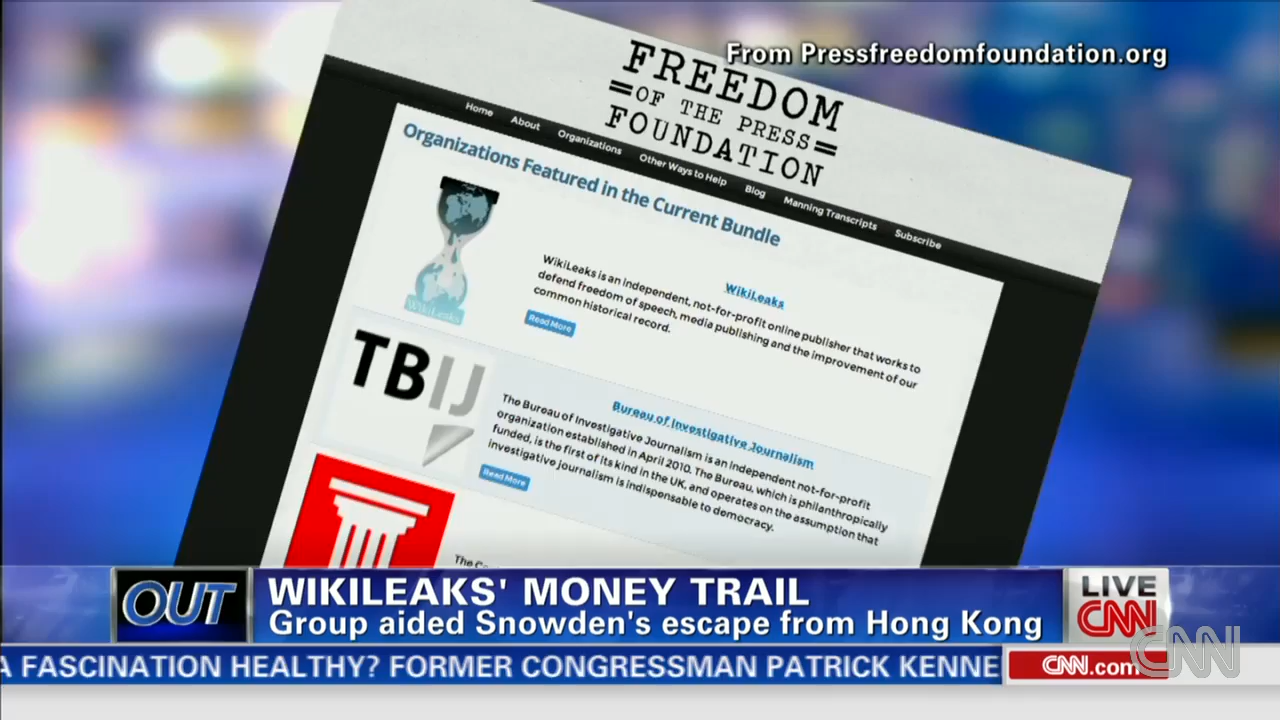 From Pressfreedomfoundation.org
FREEDOM
OF THE PRESS
FOUNDATION
Home About Organizations Other Ways to Help Blog Manning Transcripts Subscribe
Organizations Featured in the Current Bundle
WikiLeaks
WikiLeaks is an independent, not-for-profit online publisher that works to
defend freedom of speech, media publishing and the improvement of our
common historical record.
Read More
WikiLeaks
TBIJ
Bureau of Investigative Journalism
The Bureau of Investigative Journalism is an independent not-for-profit
organization established in April 2010. The Bureau, which is philanthropically
funded, is the first of its kind in the UK, and operates on the assumption that
investigative journalism is indispensable to democracy.
Read More
The
OUT
WIKILEAKS' MONEY TRAIL
Group aided Snowden's escape from Hong Kong
LIVE
CNN
A FASCINATION HEALTHY? FORMER CONGRESSMAN PATRICK KENNE
CNN.com
CNN